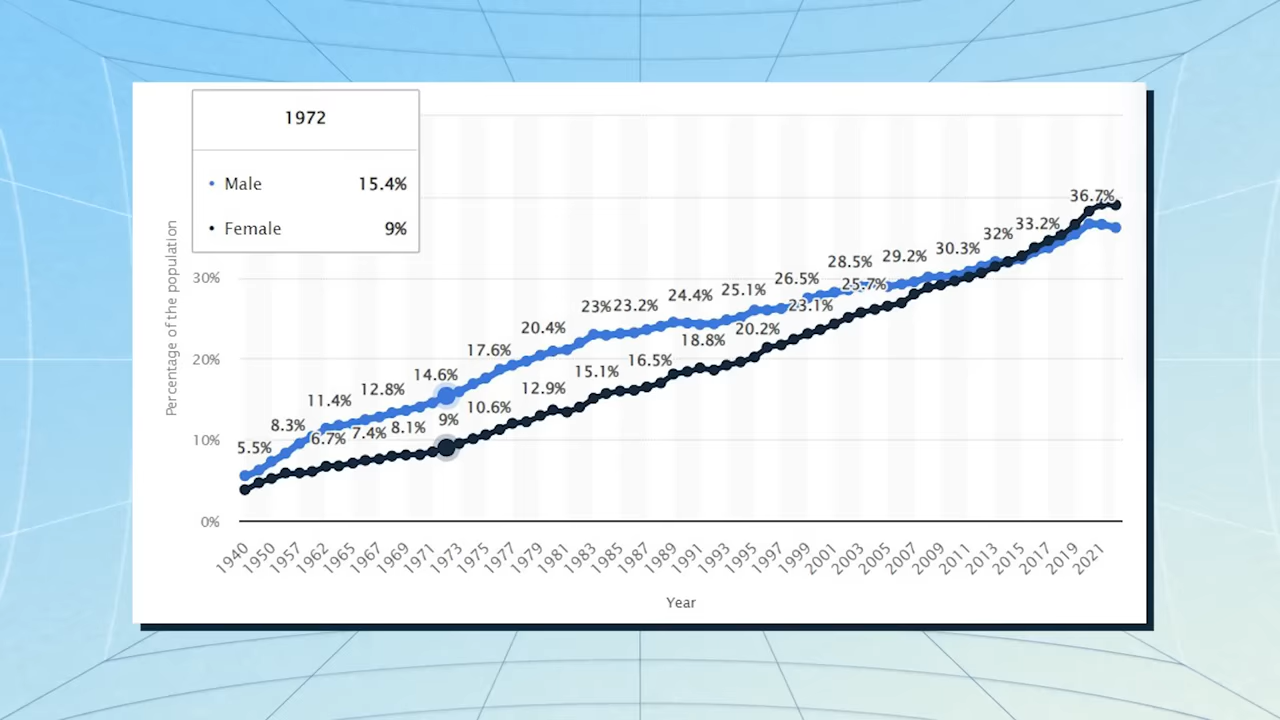 1972
Male 15.4%
Female 9%
Percentage of the population
30%
20%
10%
0%
5.5% 8.3% 11.4% 12.8% 14.6% 17.6% 20.4% 23% 23.2% 24.4% 25.1% 26.5% 28.5% 29.2% 30.3% 32% 33.2% 36.7%
6.7% 7.4% 8.1% 9% 10.6% 12.9% 15.1% 16.5% 18.8% 20.2% 23.1% 25.7%
1940 1950 1957 1962 1965 1967 1969 1971 1973 1975 1977 1979 1981 1983 1985 1987 1989 1991 1993 1995 1997 1999 2001 2003 2005 2007 2009 2011 2013 2015 2017 2019 2021
Year